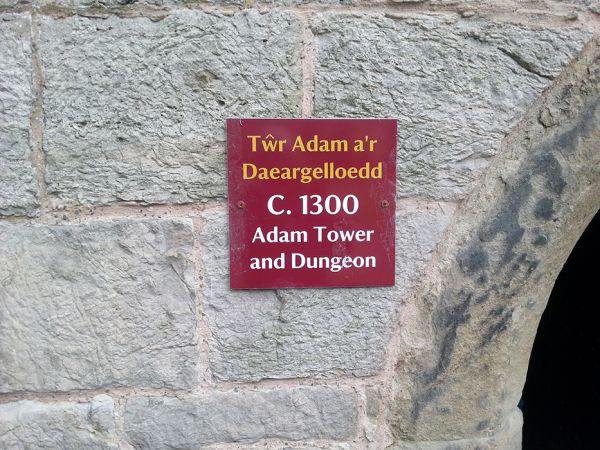 Tŵr Adam a'r
Daeargelloedd
C. 1300
Adam Tower
and Dungeon